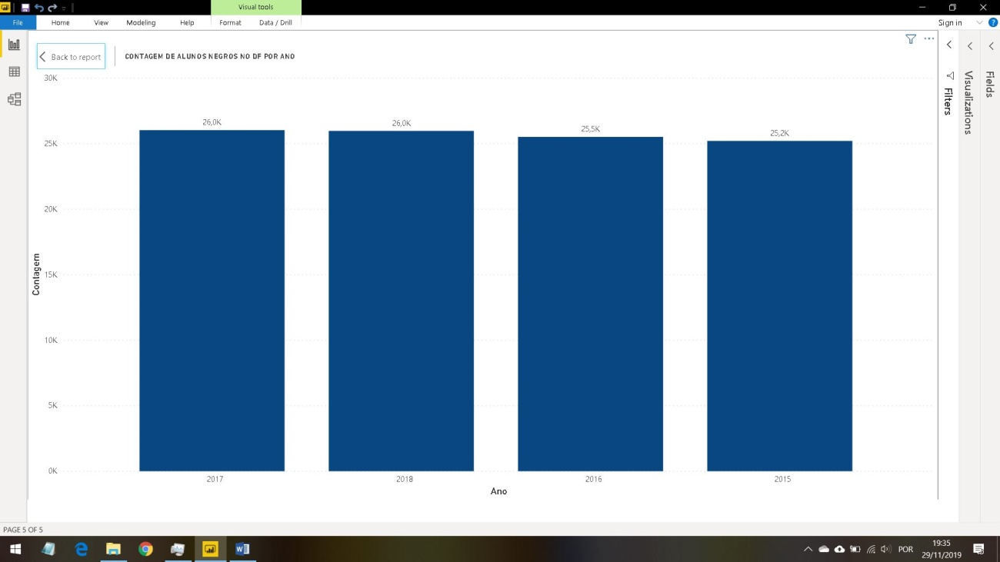 Visual tools
File Home View Modeling Help Format Data / Drill Sign in
Back to report CONTAGEM DE ALUNOS NEGROS NO DF POR ANO
30K
25K
20K
15K
10K
5K
0K
Contagem
26,0K 26,0K 25,5K 25,2K
2017 2018 2016 2015
Ano
Filters
Visualizations
Fields
PAGE 5 OF 5
POR
19:35
29/11/2019